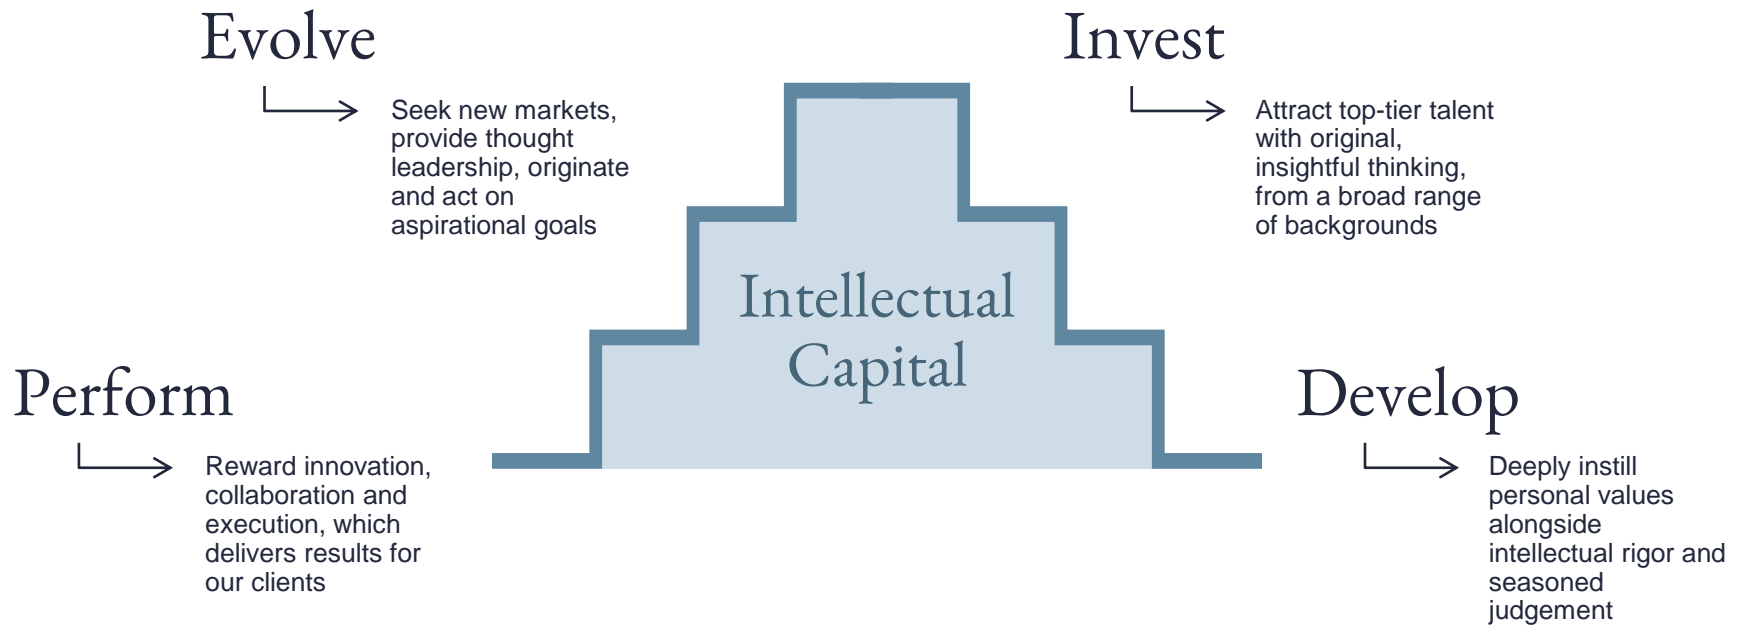 Evolve
Seek new markets,
provide thought
leadership, originate
and act on
aspirational goals
Invest
Attract top-tier talent
with original,
insightful thinking,
from a broad range
of backgrounds
Intellectual
Capital
Perform
Reward innovation,
collaboration and
execution, which
delivers results for
our clients
Develop
Deeply instill
personal values
alongside
intellectual rigor and
seasoned
judgement